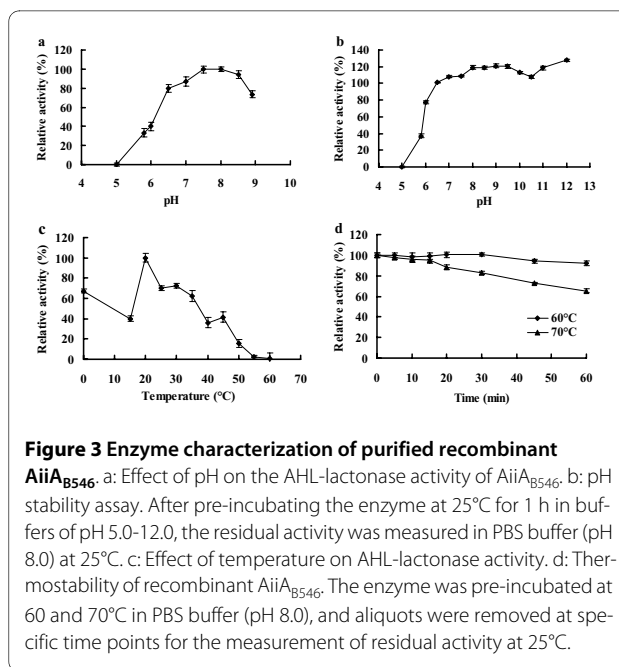 a
Relative activity (%)
120
100
80
60
40
20
0
4 5 6 7 8 9 10
pH
b
Relative activity (%)
140
120
100
80
60
40
20
0
4 5 6 7 8 9 10 11 12 13
pH
c
Relative activity (%)
120
100
80
60
40
20
0
0 10 20 30 40 50 60 70
Temperature (°C)
d
Relative activity (%)
120
100
80
60
40
20
0
60°C
70°C
0 10 20 30 40 50 60
Time (min)
Figure 3 Enzyme characterization of purified recombinant
AiiA_B546. a: Effect of pH on the AHL-lactonase activity of AiiA_B546. b: pH
stability assay. After pre-incubating the enzyme at 25°C for 1 h in buf-
fers of pH 5.0-12.0, the residual activity was measured in PBS buffer (pH
8.0) at 25°C. c: Effect of temperature on AHL-lactonase activity. d: Ther-
mostability of recombinant AiiA_B546. The enzyme was pre-incubated at
60 and 70°C in PBS buffer (pH 8.0), and aliquots were removed at spe-
cific time points for the measurement of residual activity at 25°C.